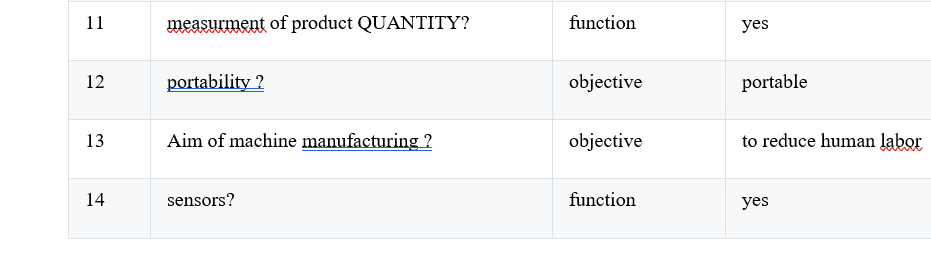 11 measurment of product QUANTITY? function yes
12 portability ? objective portable
13 Aim of machine manufacturing ? objective to reduce human labor
14 sensors? function yes